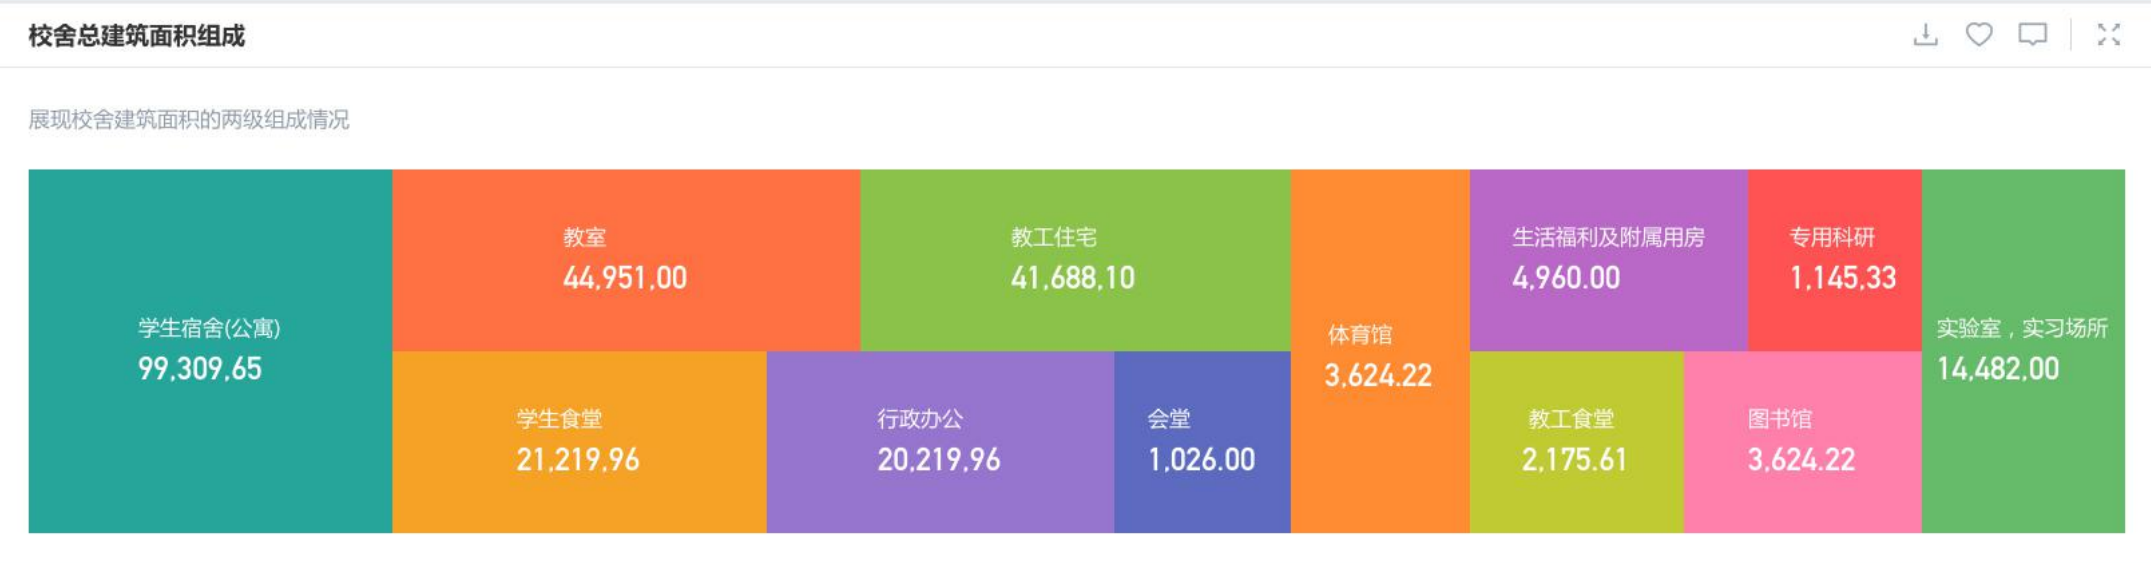 校舍总建筑面积组成
展现校舍建筑面积的两级组成情况
学生宿舍(公寓)
99,309.65
教室
44,951.00
教工住宅
41,688.10
学生食堂
21,219.96
行政办公
20,219.96
会堂
1,026.00
体育馆
3,624.22
生活福利及附属用房
4,960.00
专用科研
1,145.33
教工食堂
2,175.61
图书馆
3,624.22
实验室，实习场所
14,482.00